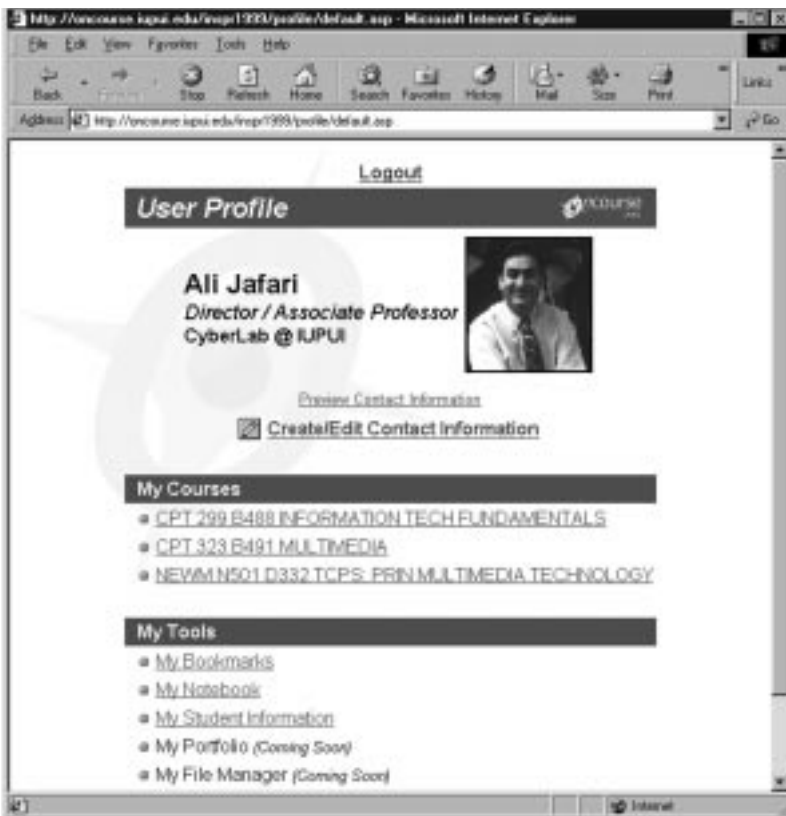 http://oncourse.iupui.edu/inspr1999/profile/default.asp - Microsoft Internet Explorer
File Edit View Favorites Tools Help
Back Forward Stop Refresh Home Search Favorites History Mail Size Print Links
Address http://oncourse.iupui.edu/inspr1999/profile/default.asp Go
Logout
User Profile oncourse
Ali Jafari
Director / Associate Professor
CyberLab @ IUPUI
Preview Contact Information
Create/Edit Contact Information
My Courses
CPT 299 B488 INFORMATION TECH FUNDAMENTALS
CPT 323 B491 MULTIMEDIA
NEWM N501 D332 TCPS: PRIN MULTIMEDIA TECHNOLOGY
My Tools
My Bookmarks
My Notebook
My Student Information
My Portfolio (Coming Soon)
My File Manager (Coming Soon)
Internet